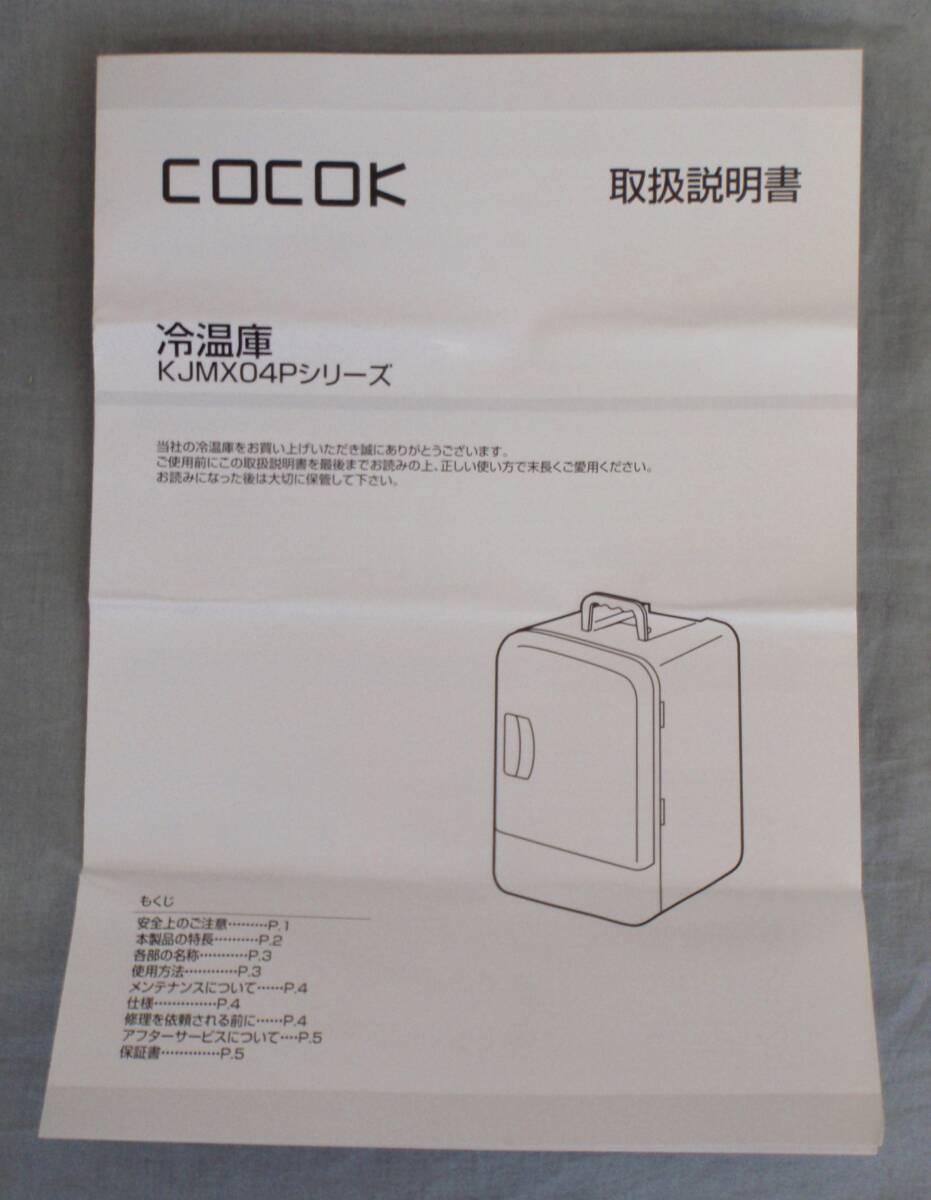 COCOK
取扱説明書
冷温庫
KJMX04Pシリーズ
当社の冷温庫をお買い上げいただき誠にありがとうございます。
ご使用前にこの取扱説明書を最後までお読みの上、正しい使い方で末長くご愛用ください。
お読みになった後は大切に保管して下さい。
もくじ
安全上のご注意………P.1
本製品の特長…………P.2
各部の名称…………P.3
使用方法…………P.3
メンテナンスについて……P.4
仕様……………P.4
修理を依頼される前に……P.4
アフターサービスについて…P.5
保証書……………P.5